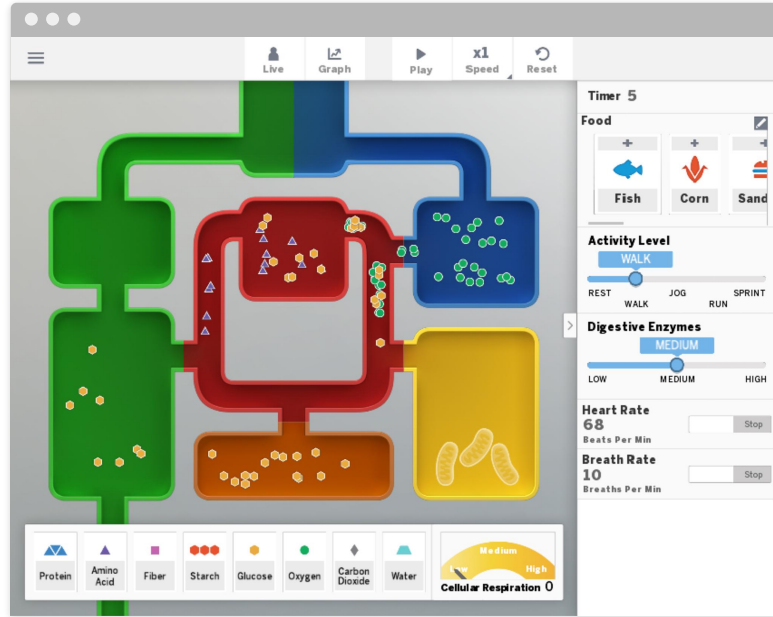 Live
Graph
Play
x1
Speed
Reset
Timer 5
Food
Fish
Corn
Sand
Activity Level
WALK
REST
JOG
SPRINT
WALK
RUN
Digestive Enzymes
MEDIUM
LOW
MEDIUM
HIGH
Heart Rate
68
Stop
Beats Per Min
Breath Rate
10
Stop
Breaths Per Min
Protein
Amino
Acid
Fiber
Starch
Glucose
Oxygen
Carbon
Dioxide
Water
Medium
Low
High
Cellular Respiration 0